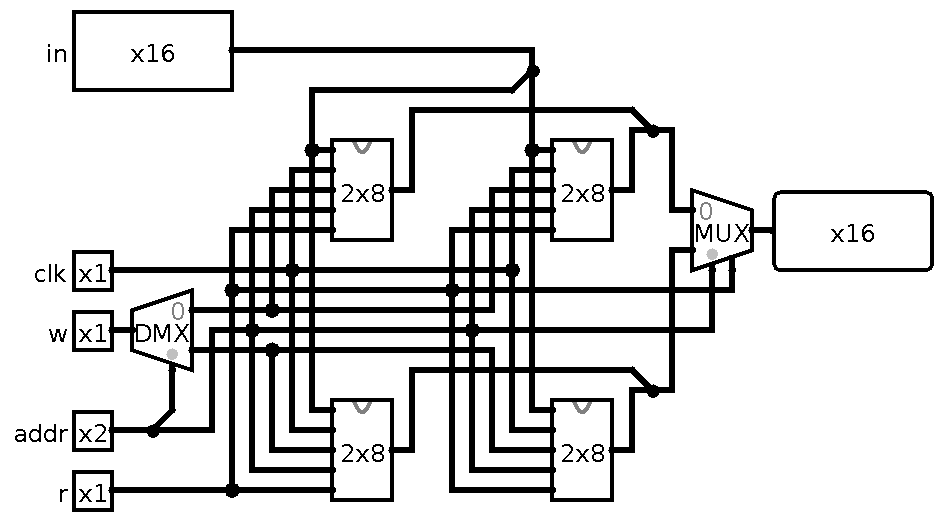 in x16
2x8 2x8
0
MUX x16
clk x1
0
w x1 DMX
addr x2
2x8 2x8
r x1